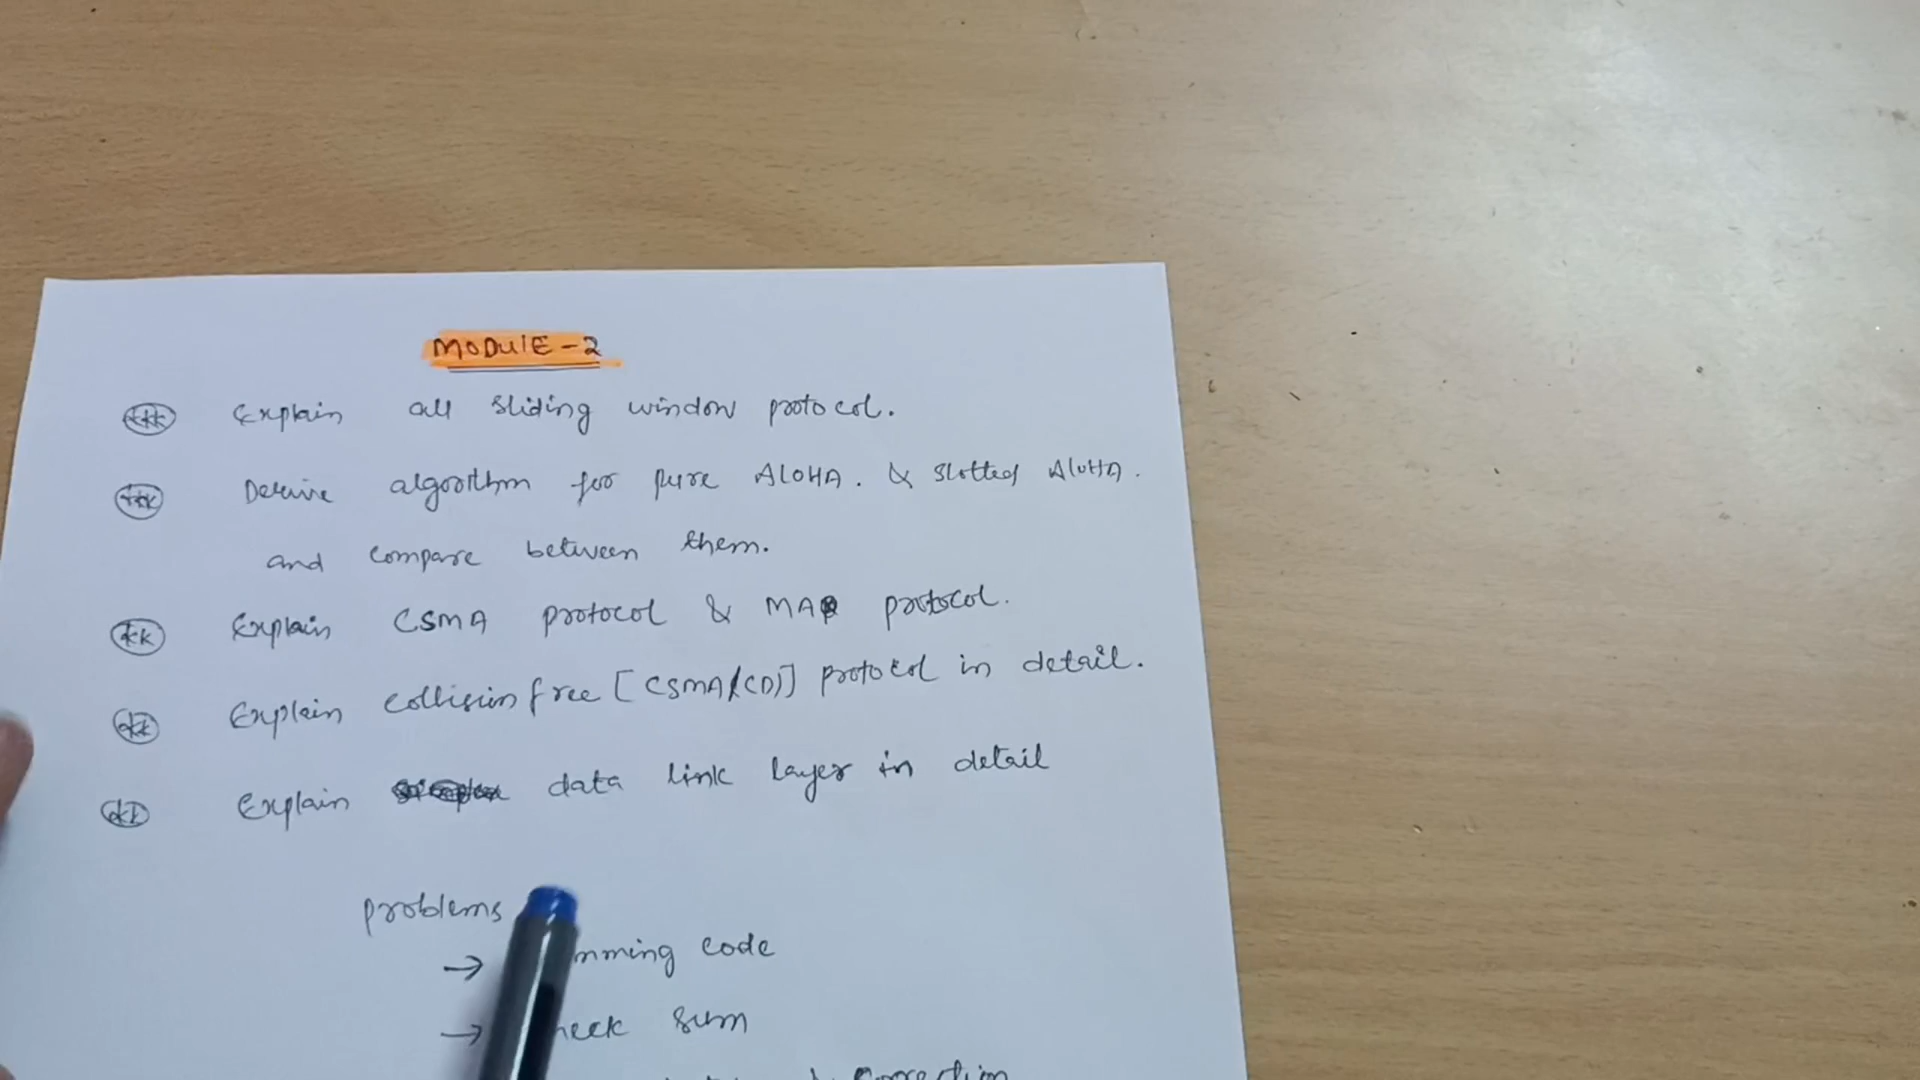 MODULE-2
*** Explain all sliding window protocol.
*** Derive algorithm for pure ALOHA. & Slotted ALOHA.
and compare between them.
** Explain CSMA protocol & protocol.
** Explain collision free [CSMA/CD)] protocol in detail.
** Explain data link layer in detail
problems
→ mming code
→ heck sum
correction